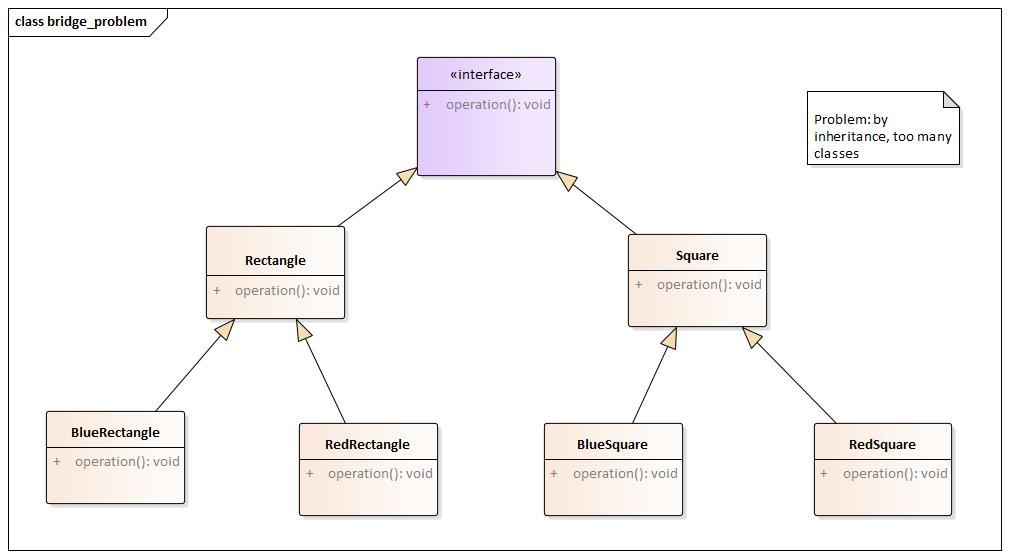 class bridge_problem
«interface»
+ operation(): void
Problem: by
inheritance, too many
classes
Rectangle
+ operation(): void
Square
+ operation(): void
BlueRectangle
+ operation(): void
RedRectangle
+ operation(): void
BlueSquare
+ operation(): void
RedSquare
+ operation(): void